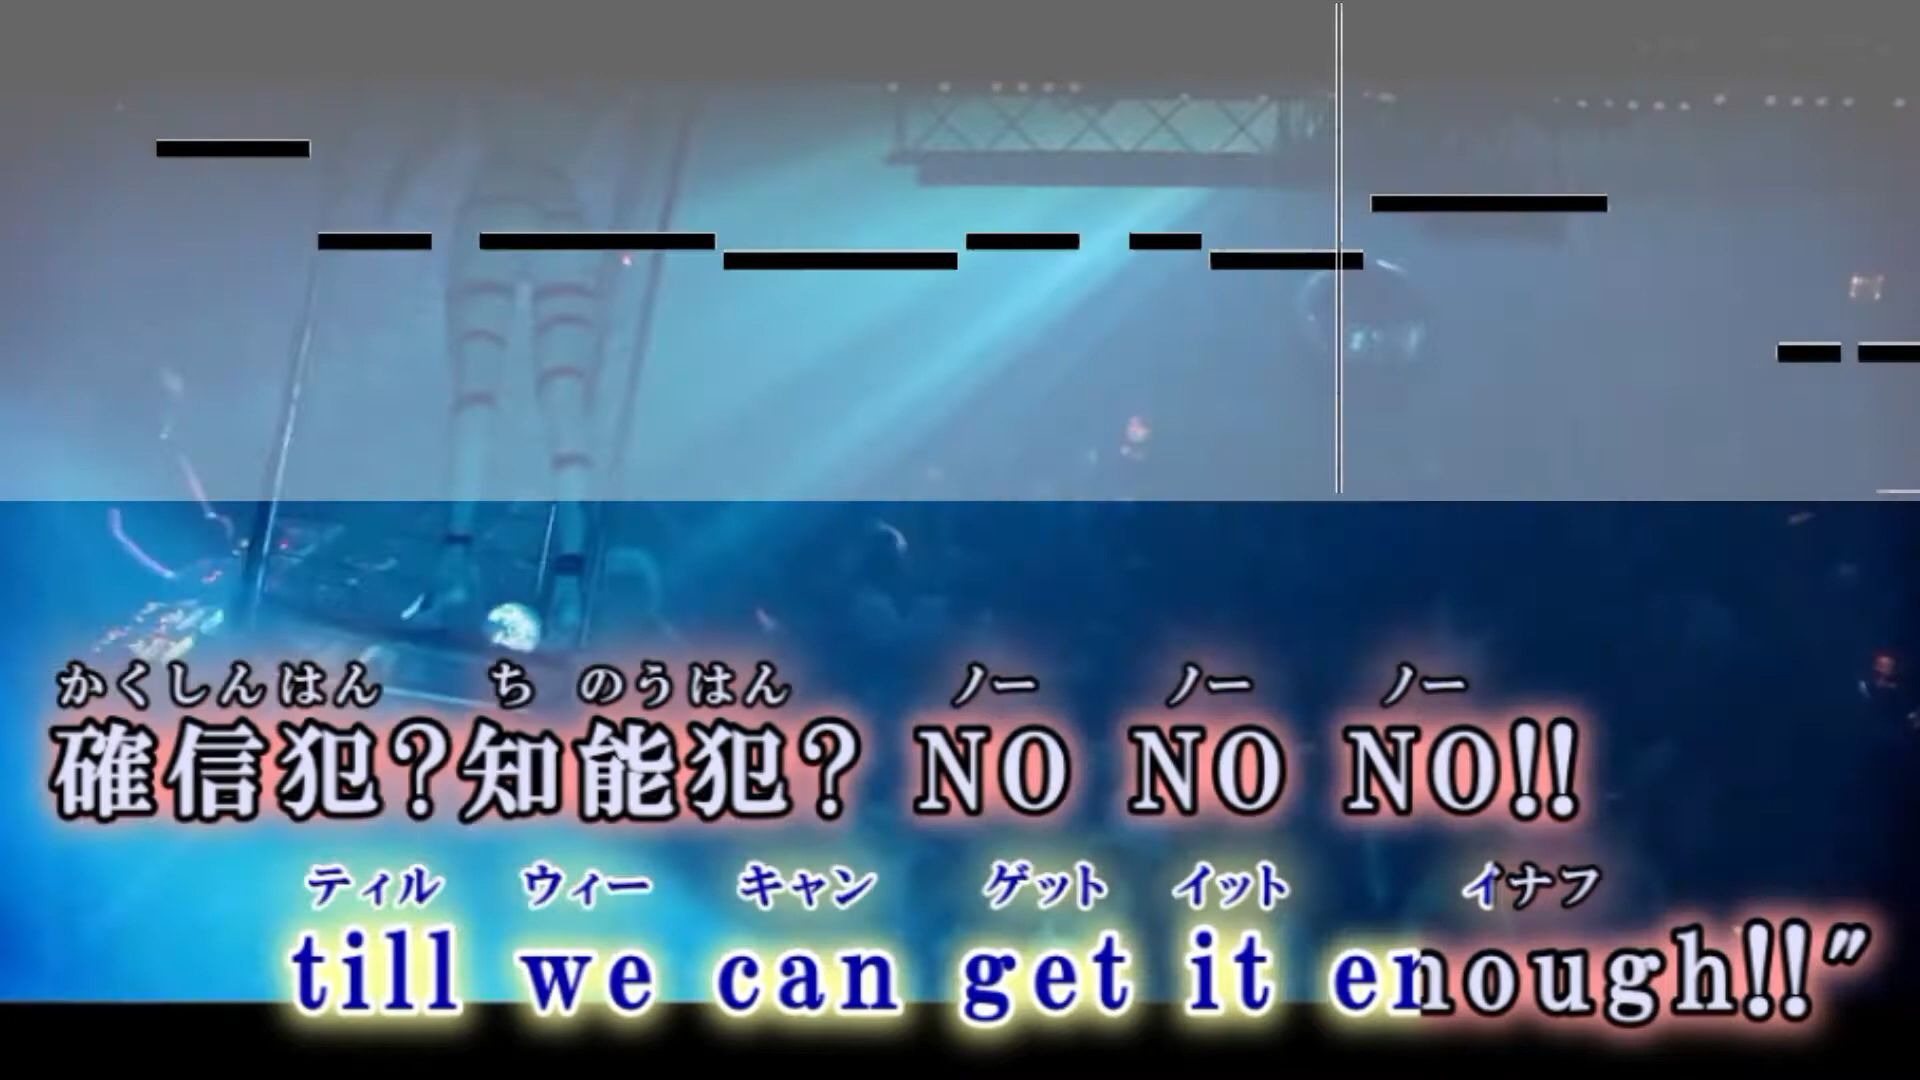 かくしんはん ちのうはん ノー ノー ノー
確信犯?知能犯? NO NO NO!!
ティル ウィー キャン ゲット イット イナフ
till we can get it enough!!”